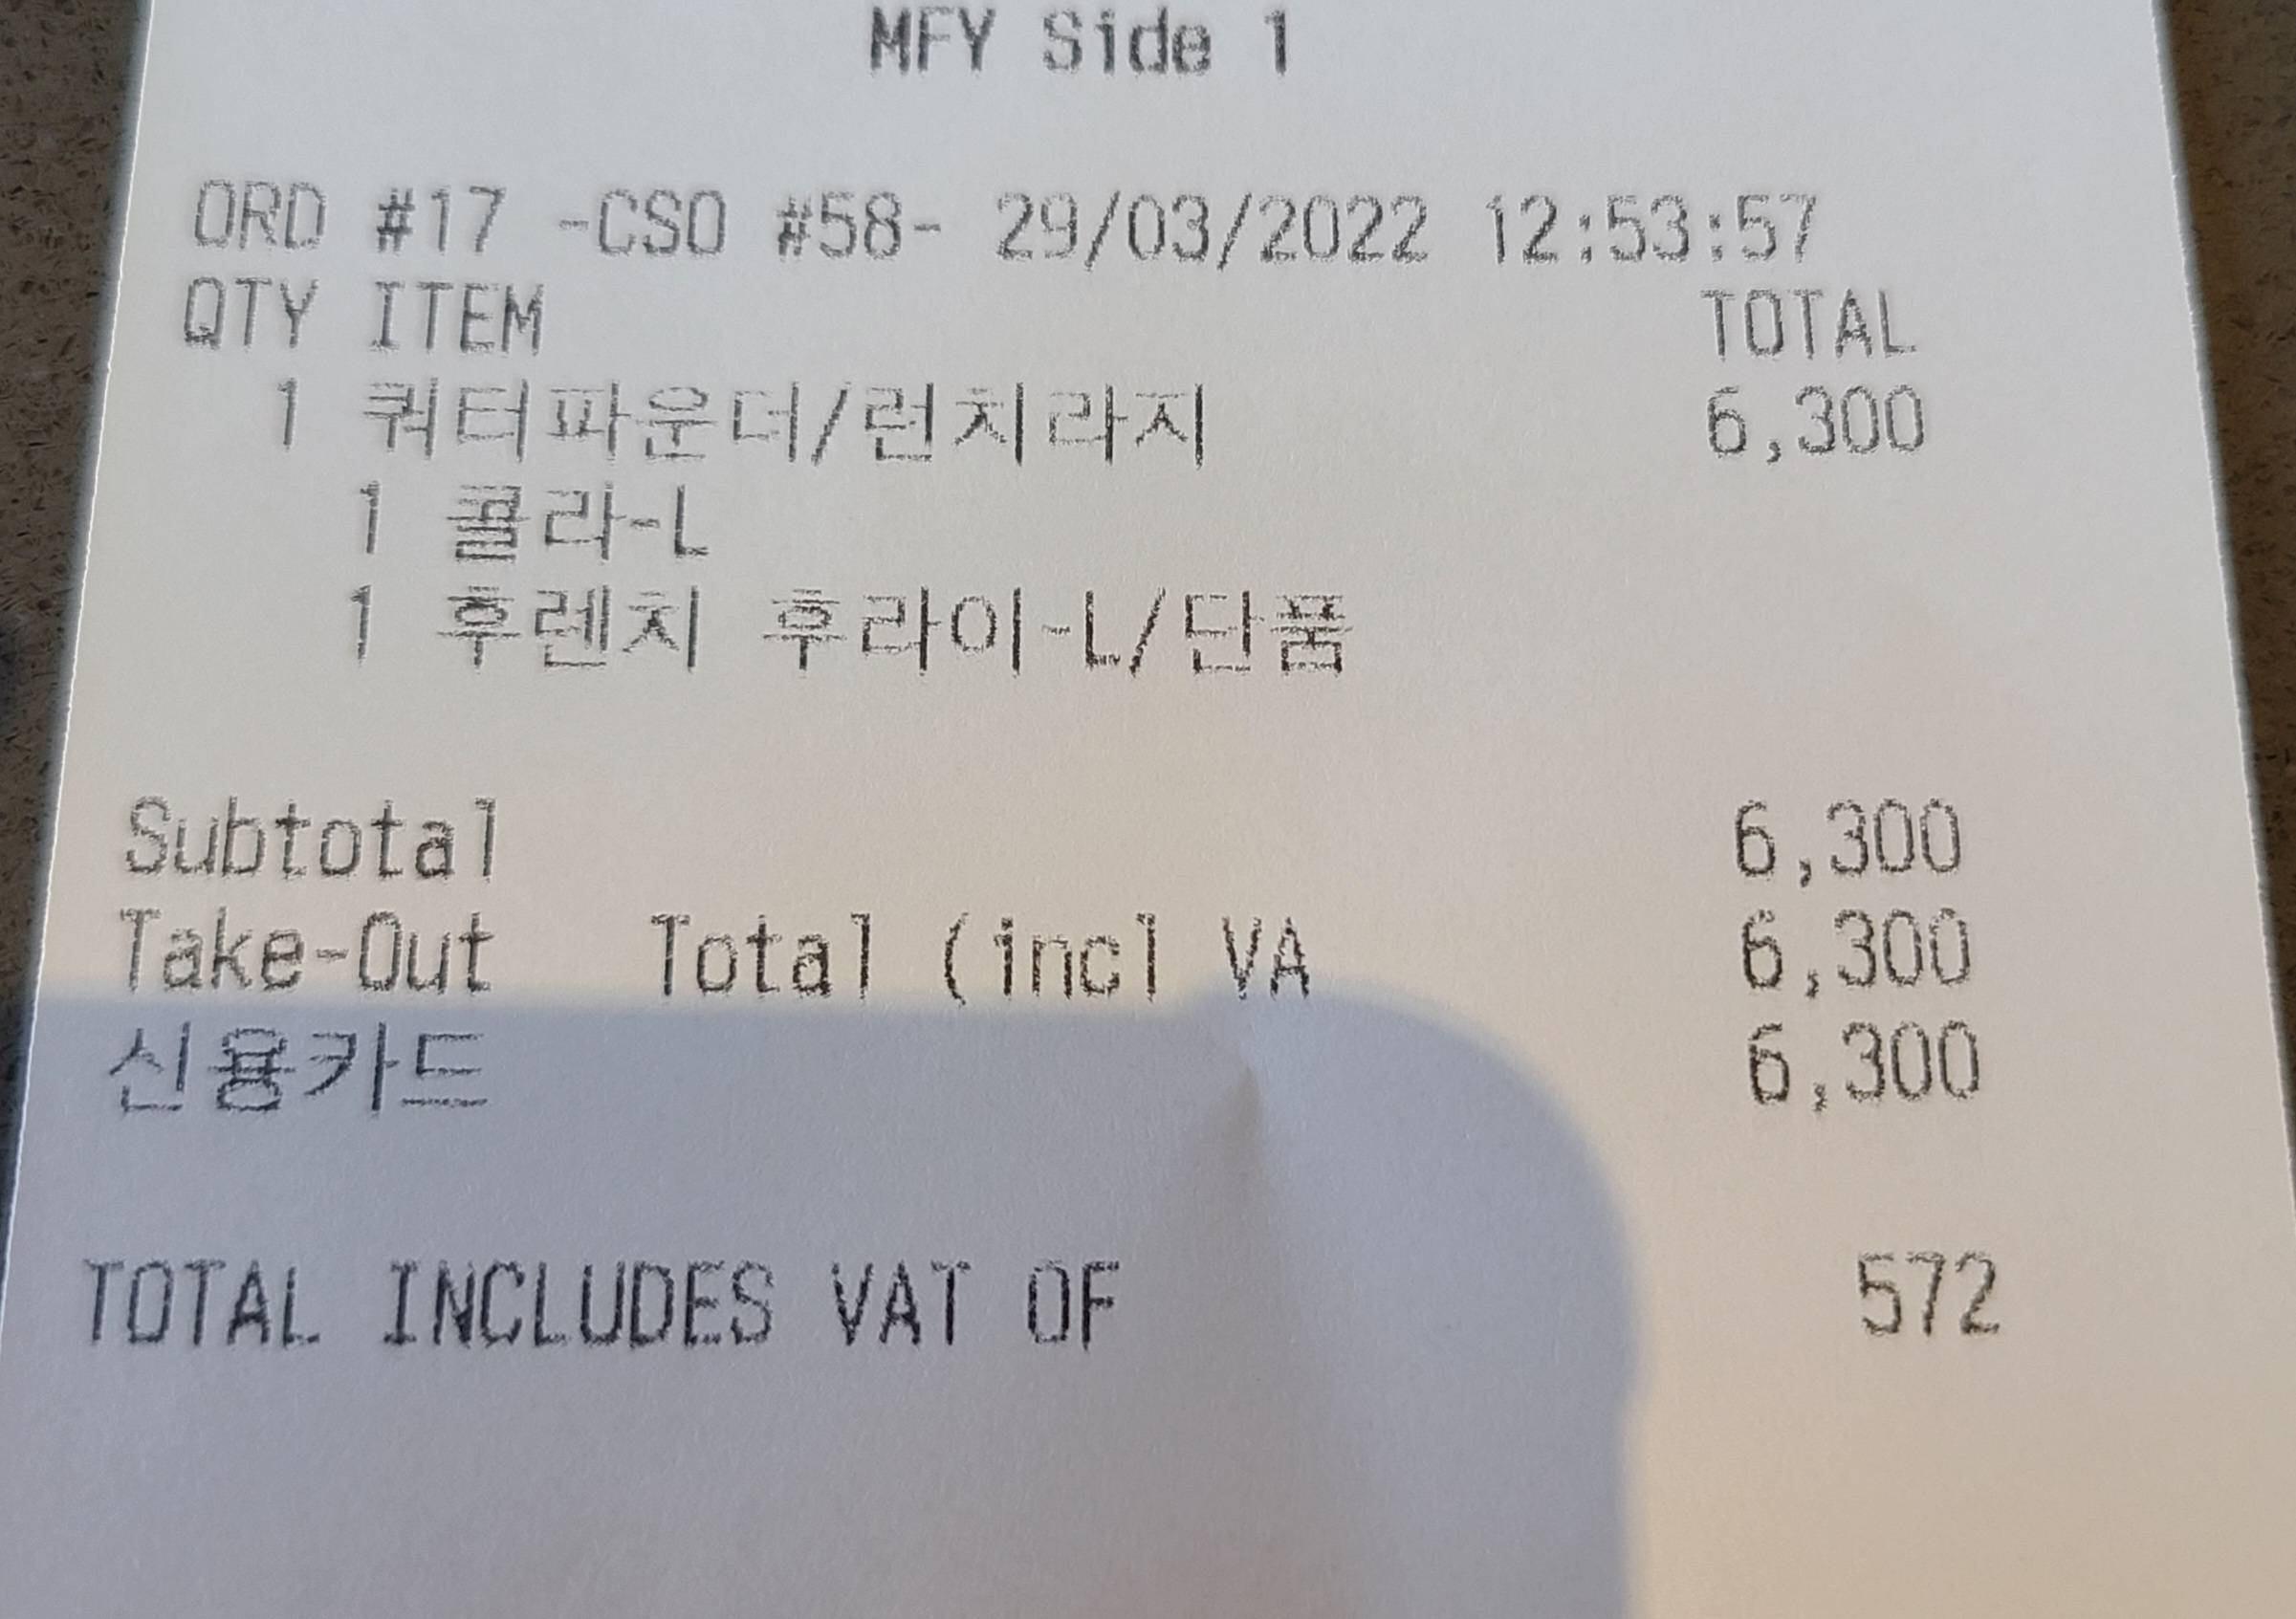 MFY Side 1
ORD #17 -CSO #58- 29/03/2022 12:53:57
QTY ITEM TOTAL
1 쿼터파운더/런치라지 6,300
1 콜라-L
1 후렌치 후라이-L/단품
Subtotal 6,300
Take-Out Total (incl VA 6,300
신용카드 6,300
TOTAL INCLUDES VAT OF 572